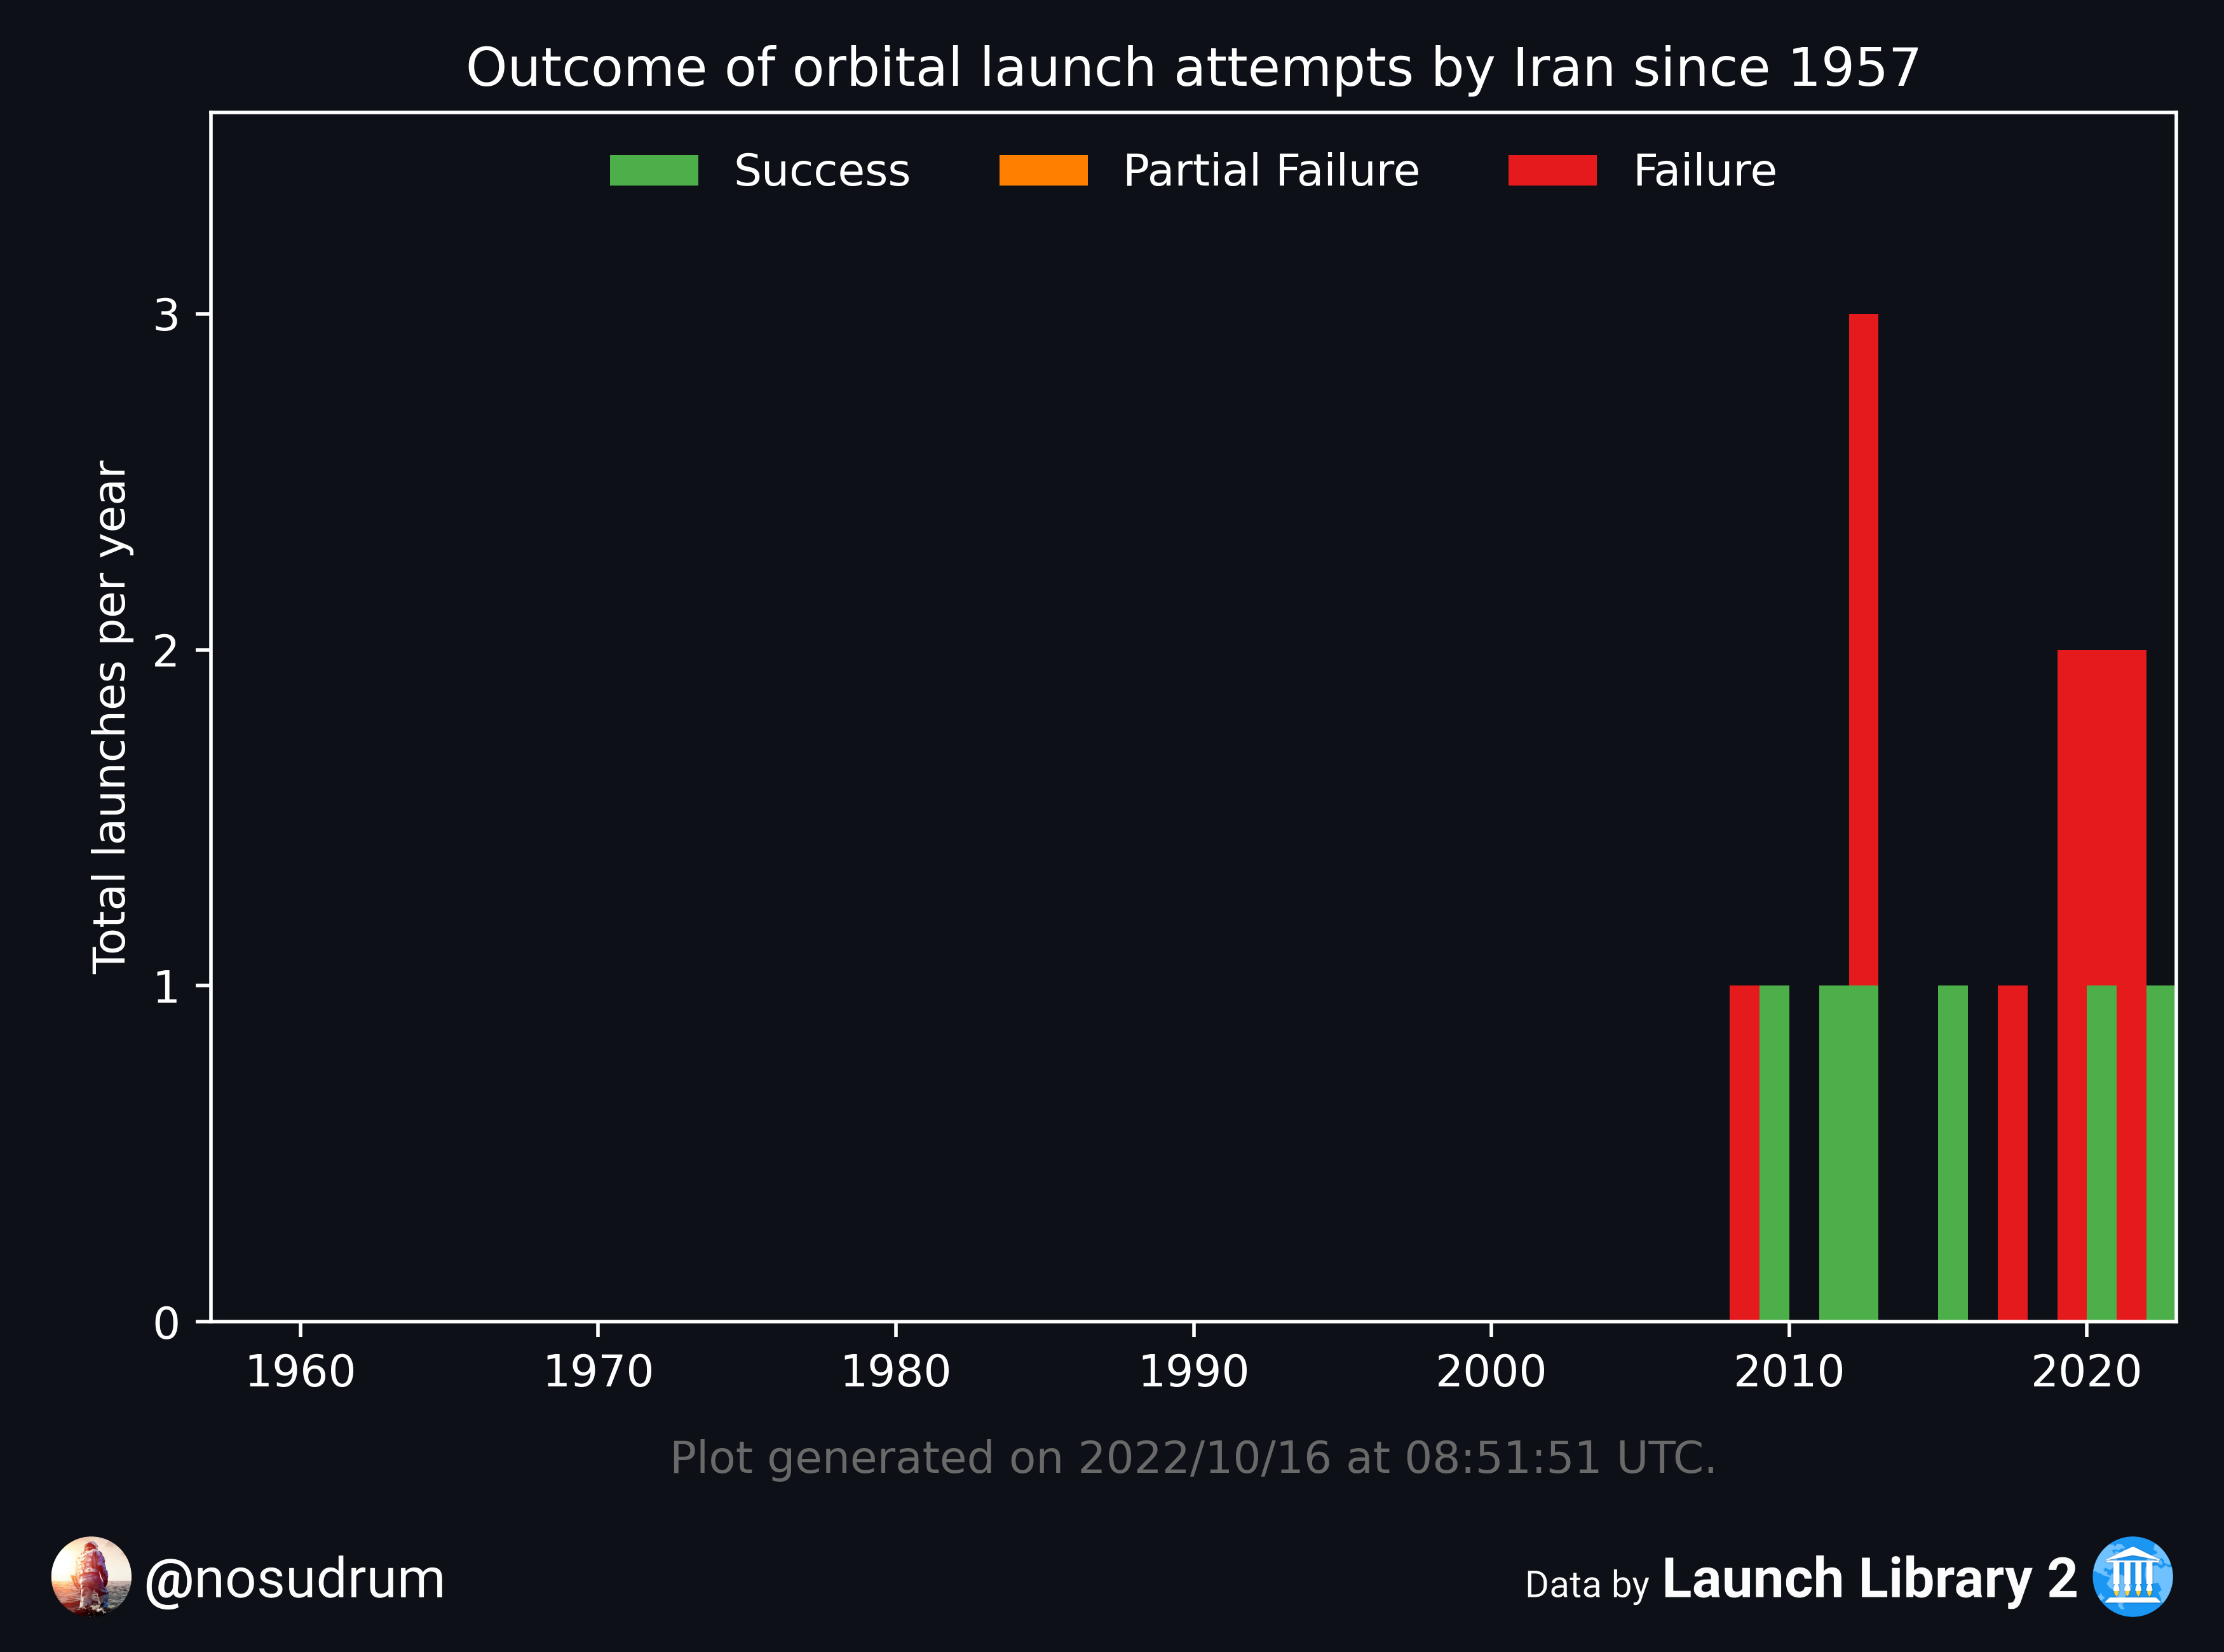 Outcome of orbital launch attempts by Iran since 1957
Success Partial Failure Failure
Total launches per year
3
2
1
0
1960 1970 1980 1990 2000 2010 2020
Plot generated on 2022/10/16 at 08:51:51 UTC.
@nosudrum
Data by Launch Library 2